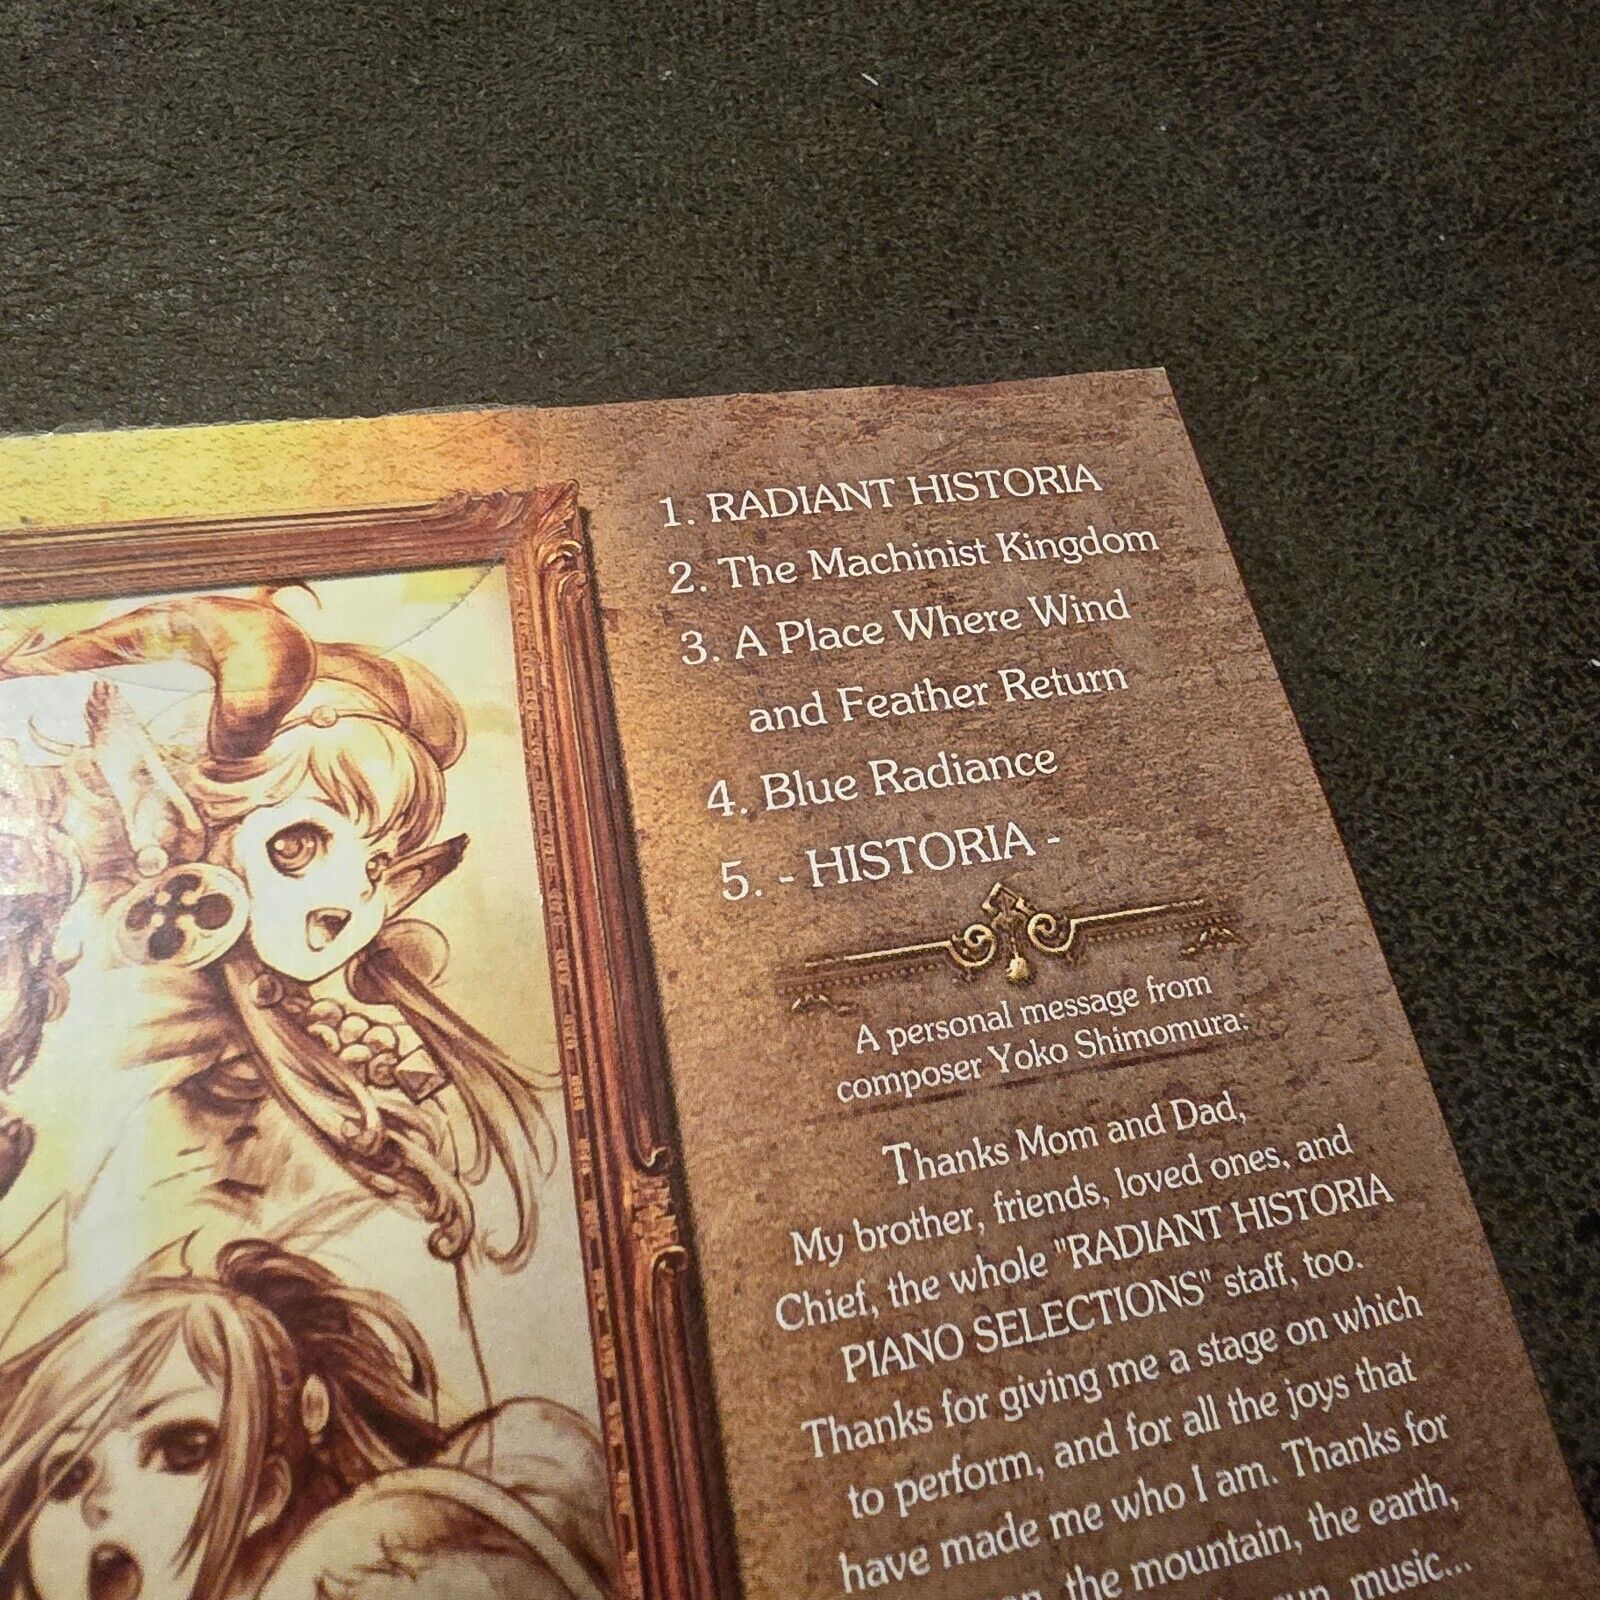 1. RADIANT HISTORIA
2. The Machinist Kingdom
3. A Place Where Wind
and Feather Return
4. Blue Radiance
5. - HISTORIA -
A personal message from
composer Yoko Shimomura:
Thanks Mom and Dad,
My brother, friends, loved ones, and
Chief, the whole "RADIANT HISTORIA
PIANO SELECTIONS" staff, too.
Thanks for giving me a stage on which
to perform, and for all the joys that
have made me who I am. Thanks for
the mountain, the earth,
music...